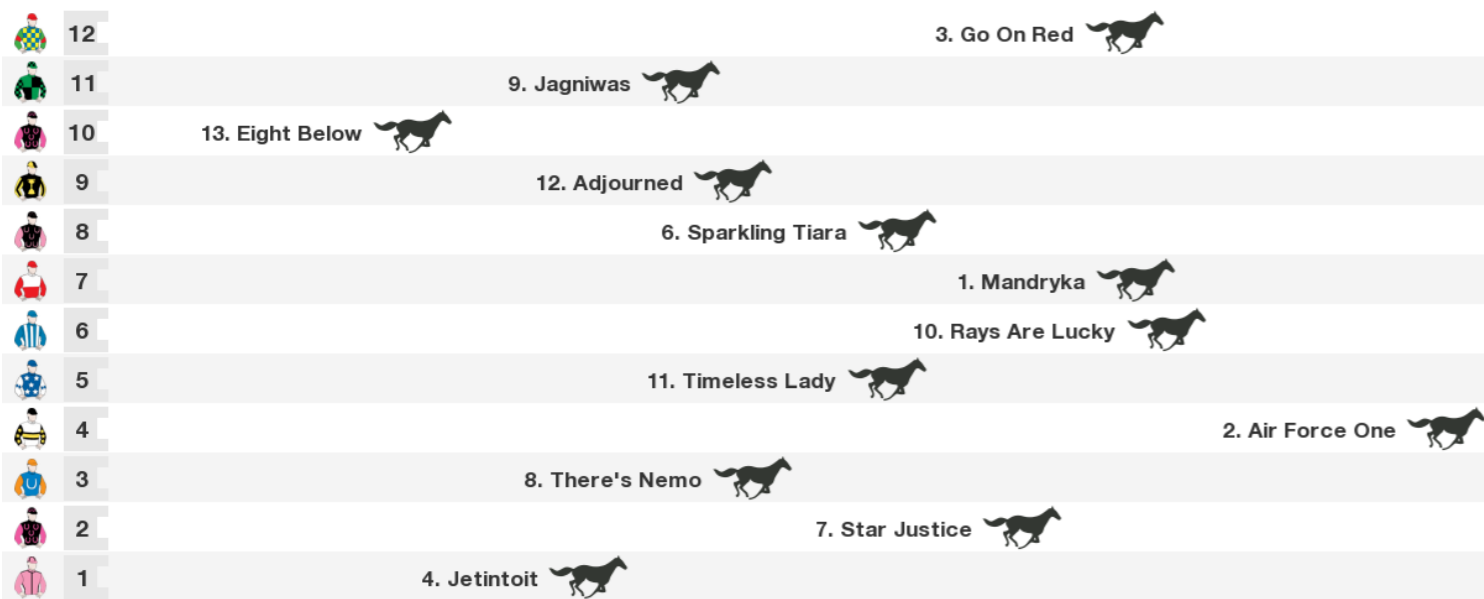 12 3. Go On Red
11 9. Jagniwas
10 13. Eight Below
9 12. Adjourned
8 6. Sparkling Tiara
7 1. Mandryka
6 10. Rays Are Lucky
5 11. Timeless Lady
4 2. Air Force One
3 8. There's Nemo
2 7. Star Justice
1 4. Jetintoit